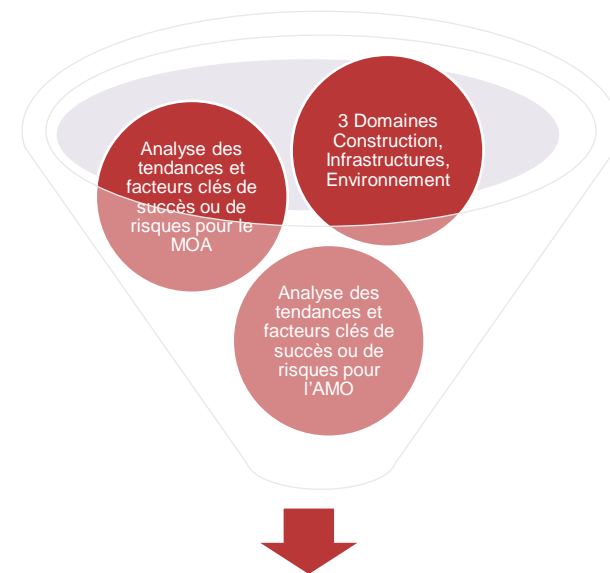 3 Domaines
Construction,
Infrastructures,
Environnement
Analyse des
tendances et
facteurs clés de
succès ou de
risques pour le
MOA
Analyse des
tendances et
facteurs clés de
succès ou de
risques pour
l'AMO